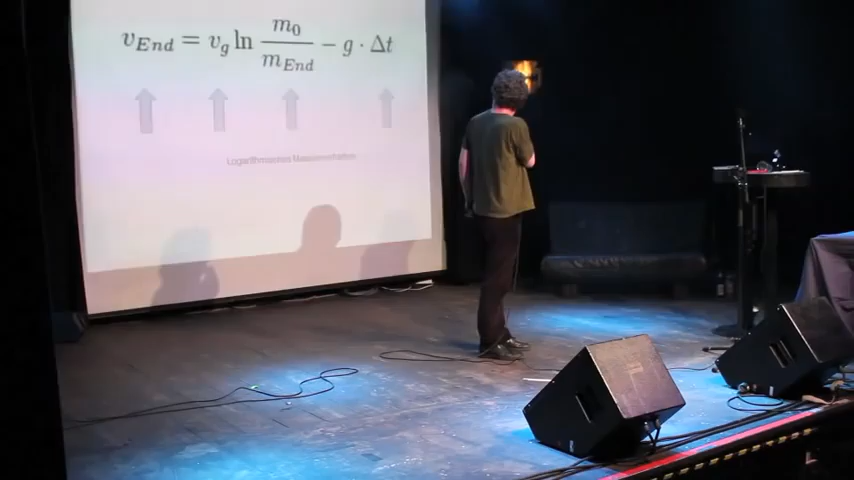 v_End = v_g ln m_0 / m_End − g · Δt
Logarithmisches Massenverhältnis